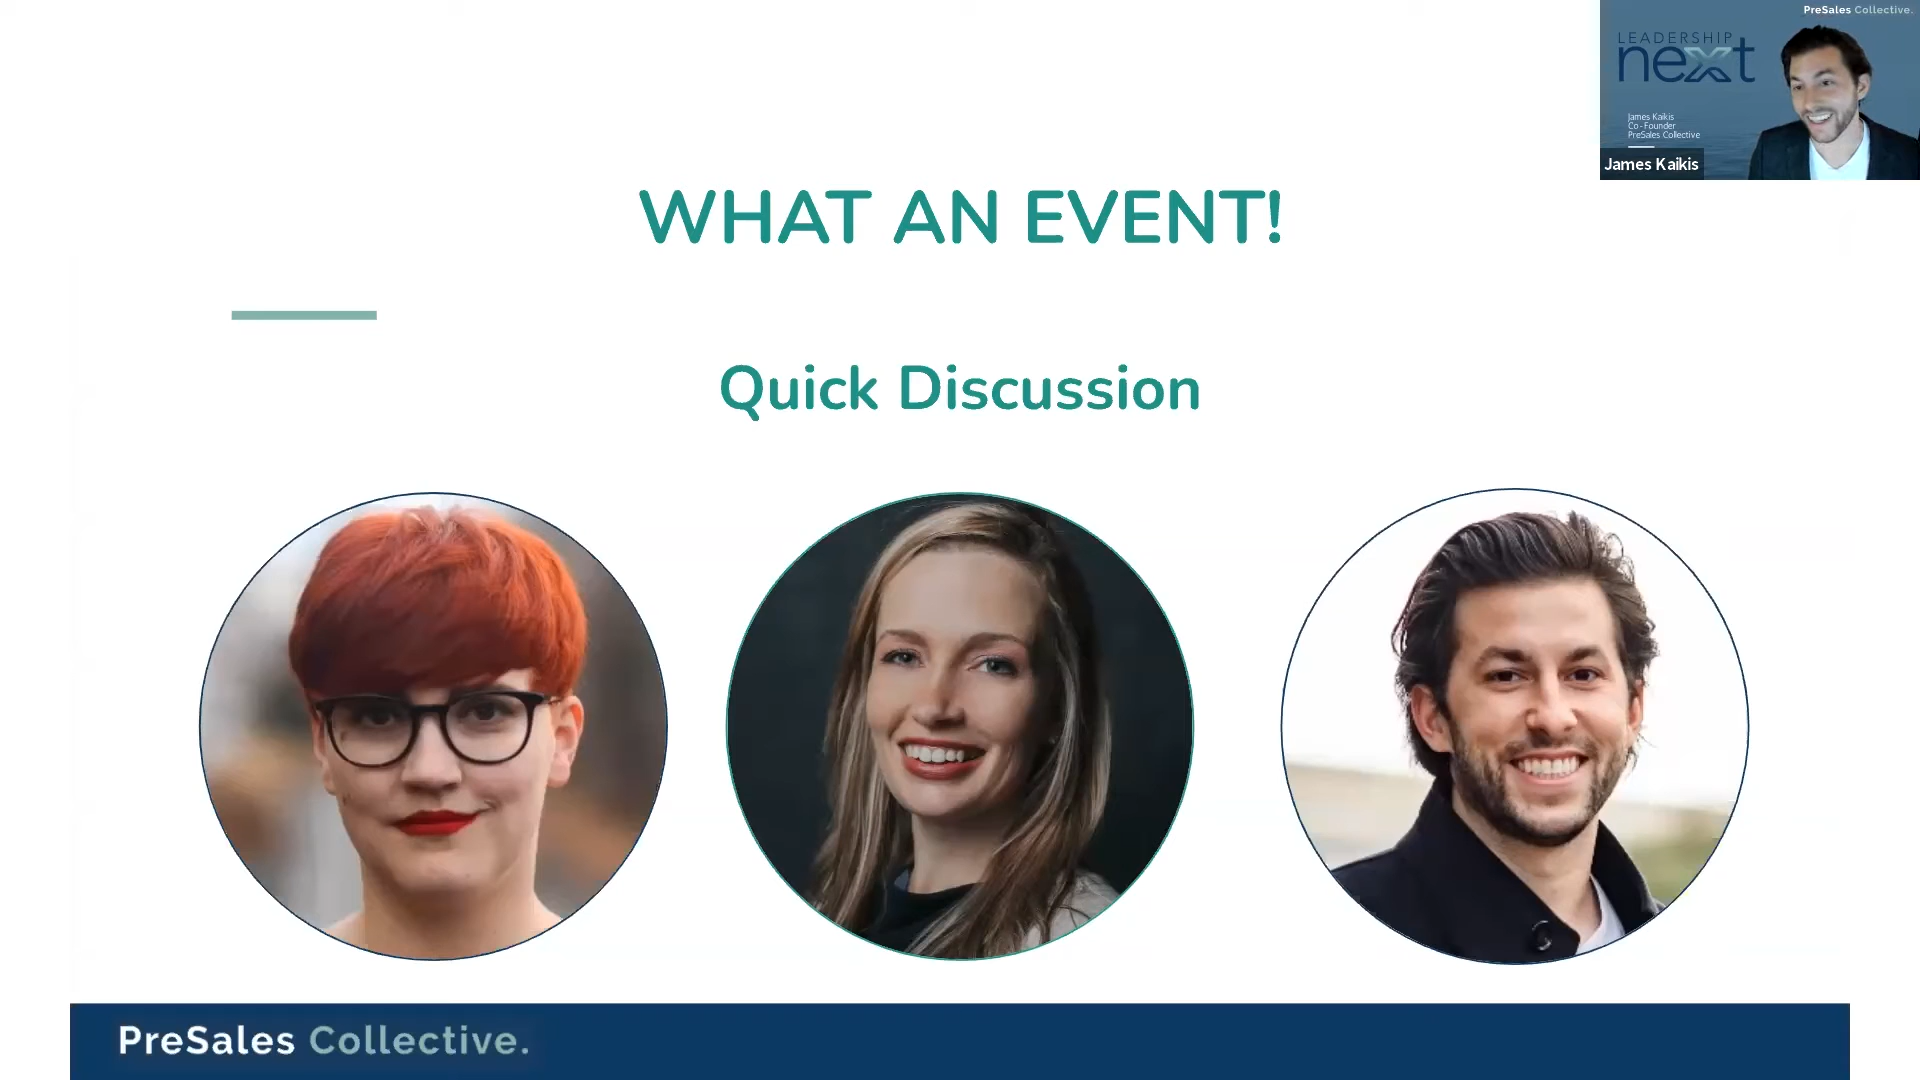 PreSales Collective.
LEADERSHIP
next
James Kaikis
Co-Founder
PreSales Collective
James Kaikis
WHAT AN EVENT!
Quick Discussion
PreSales Collective.